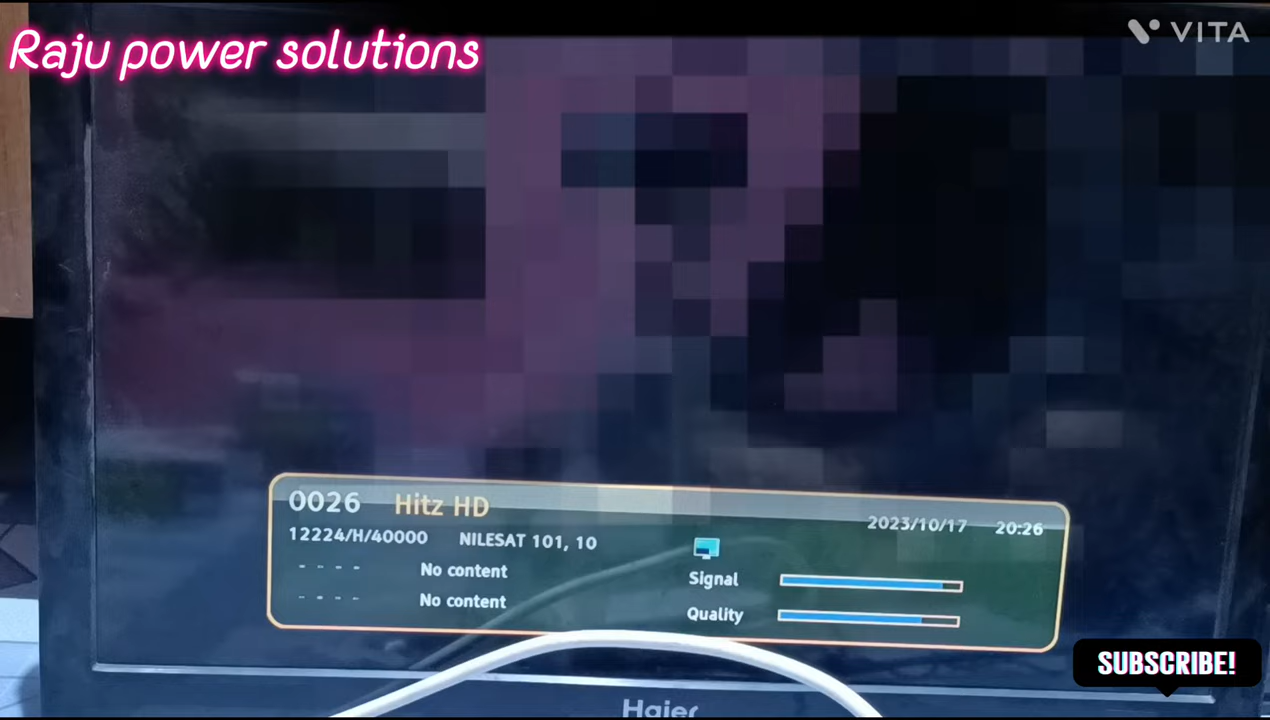 Raju power solutions
VITA
0026 Hitz HD
2023/10/17 20:26
12224/H/40000 NILESAT 101, 10
- - - - No content
Signal
- - - - No content
Quality
SUBSCRIBE!
Haier